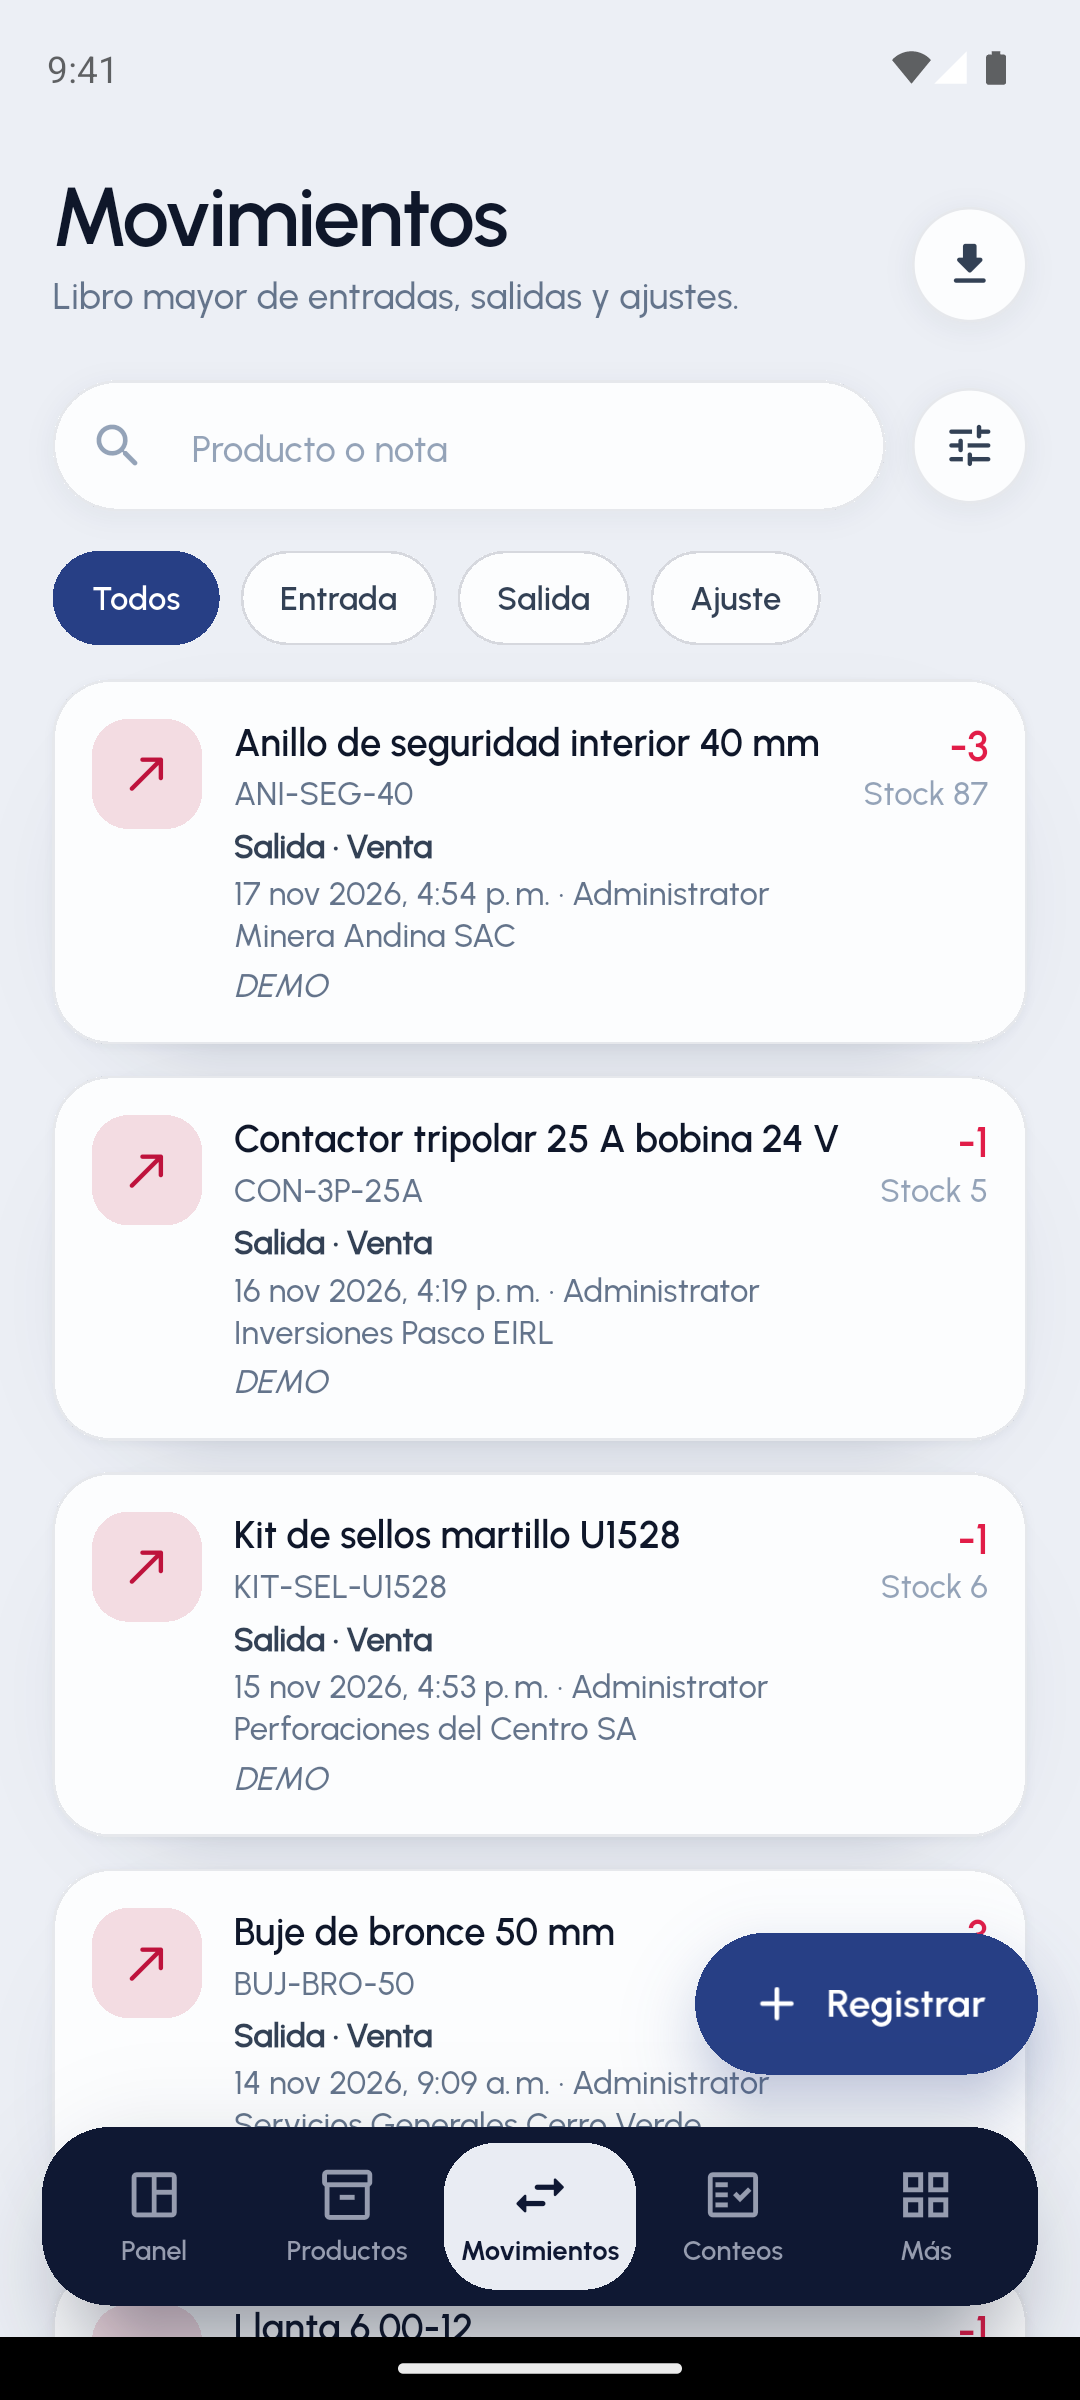 9:41
Movimientos
Libro mayor de entradas, salidas y ajustes.
Producto o nota
Todos
Entrada
Salida
Ajuste
Anillo de seguridad interior 40 mm
-3
ANI-SEG-40
Stock 87
Salida · Venta
17 nov 2026, 4:54 p. m. · Administrator
Minera Andina SAC
DEMO
Contactor tripolar 25 A bobina 24 V
-1
CON-3P-25A
Stock 5
Salida · Venta
16 nov 2026, 4:19 p. m. · Administrator
Inversiones Pasco EIRL
DEMO
Kit de sellos martillo U1528
-1
KIT-SEL-U1528
Stock 6
Salida · Venta
15 nov 2026, 4:53 p. m. · Administrator
Perforaciones del Centro SA
DEMO
Buje de bronce 50 mm
BUJ-BRO-50
Registrar
Salida · Venta
14 nov 2026, 9:09 a. m. · Administrator
Servicios Generales Cerro Verde
Panel
Productos
Movimientos
Conteos
Más
Llanta 6.00-12
-1